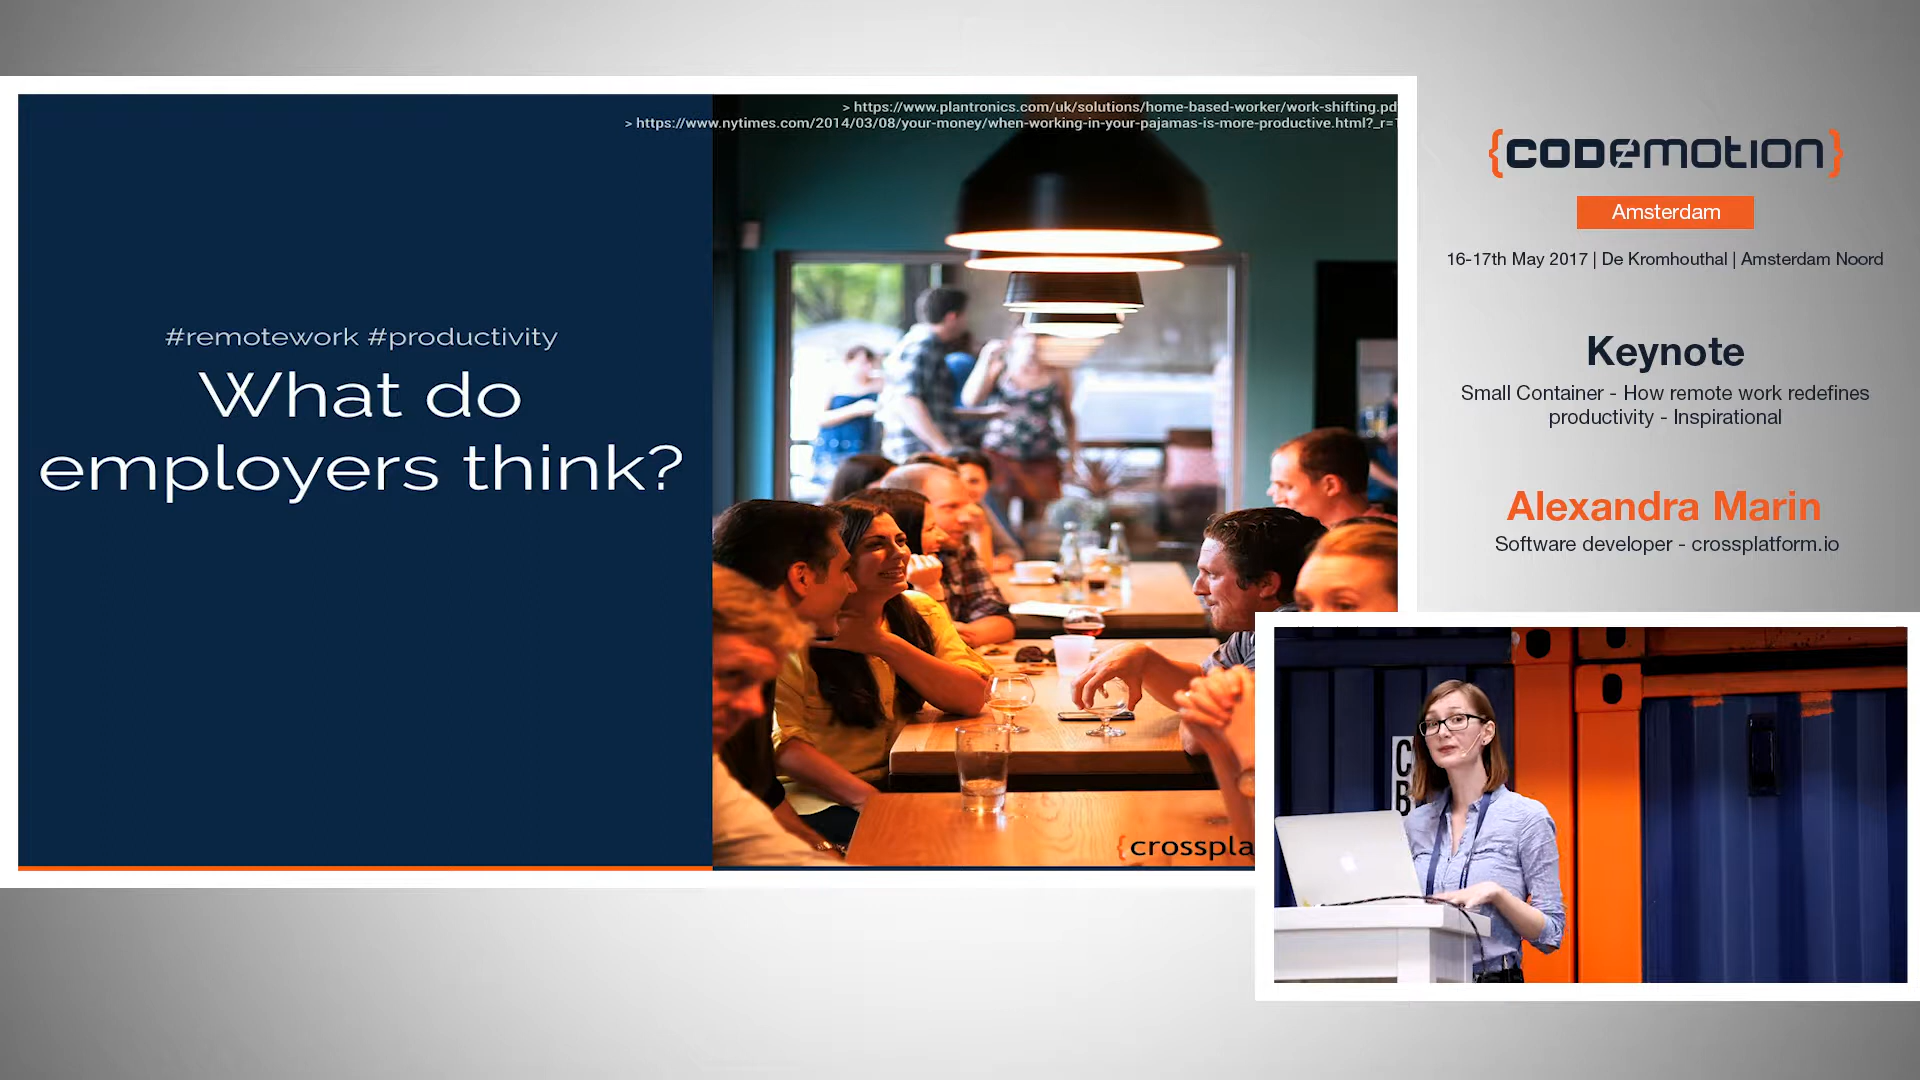 > https://www.plantronics.com/uk/solutions/home-based-worker/work-shifting.pd
> https://www.nytimes.com/2014/03/08/your-money/when-working-in-your-pajamas-is-more-productive.html?_r=
#remotework #productivity
What do
employers think?
{crosspla
{CODEmotion}
Amsterdam
16-17th May 2017 | De Kromhouthal | Amsterdam Noord
Keynote
Small Container - How remote work redefines
productivity - Inspirational
Alexandra Marin
Software developer - crossplatform.io
C
B